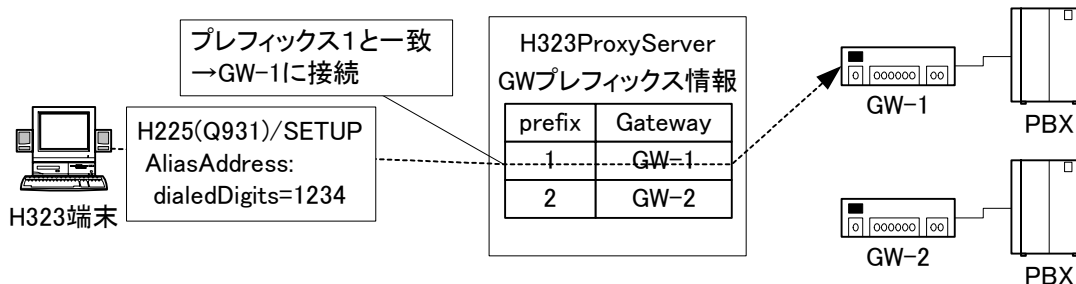 プレフィックス1と一致
→GW-1に接続
H323ProxyServer
GWプレフィックス情報
prefix Gateway
1 GW-1
2 GW-2
H225(Q931)/SETUP
AliasAddress:
dialedDigits=1234
H323端末
GW-1
PBX
GW-2
PBX